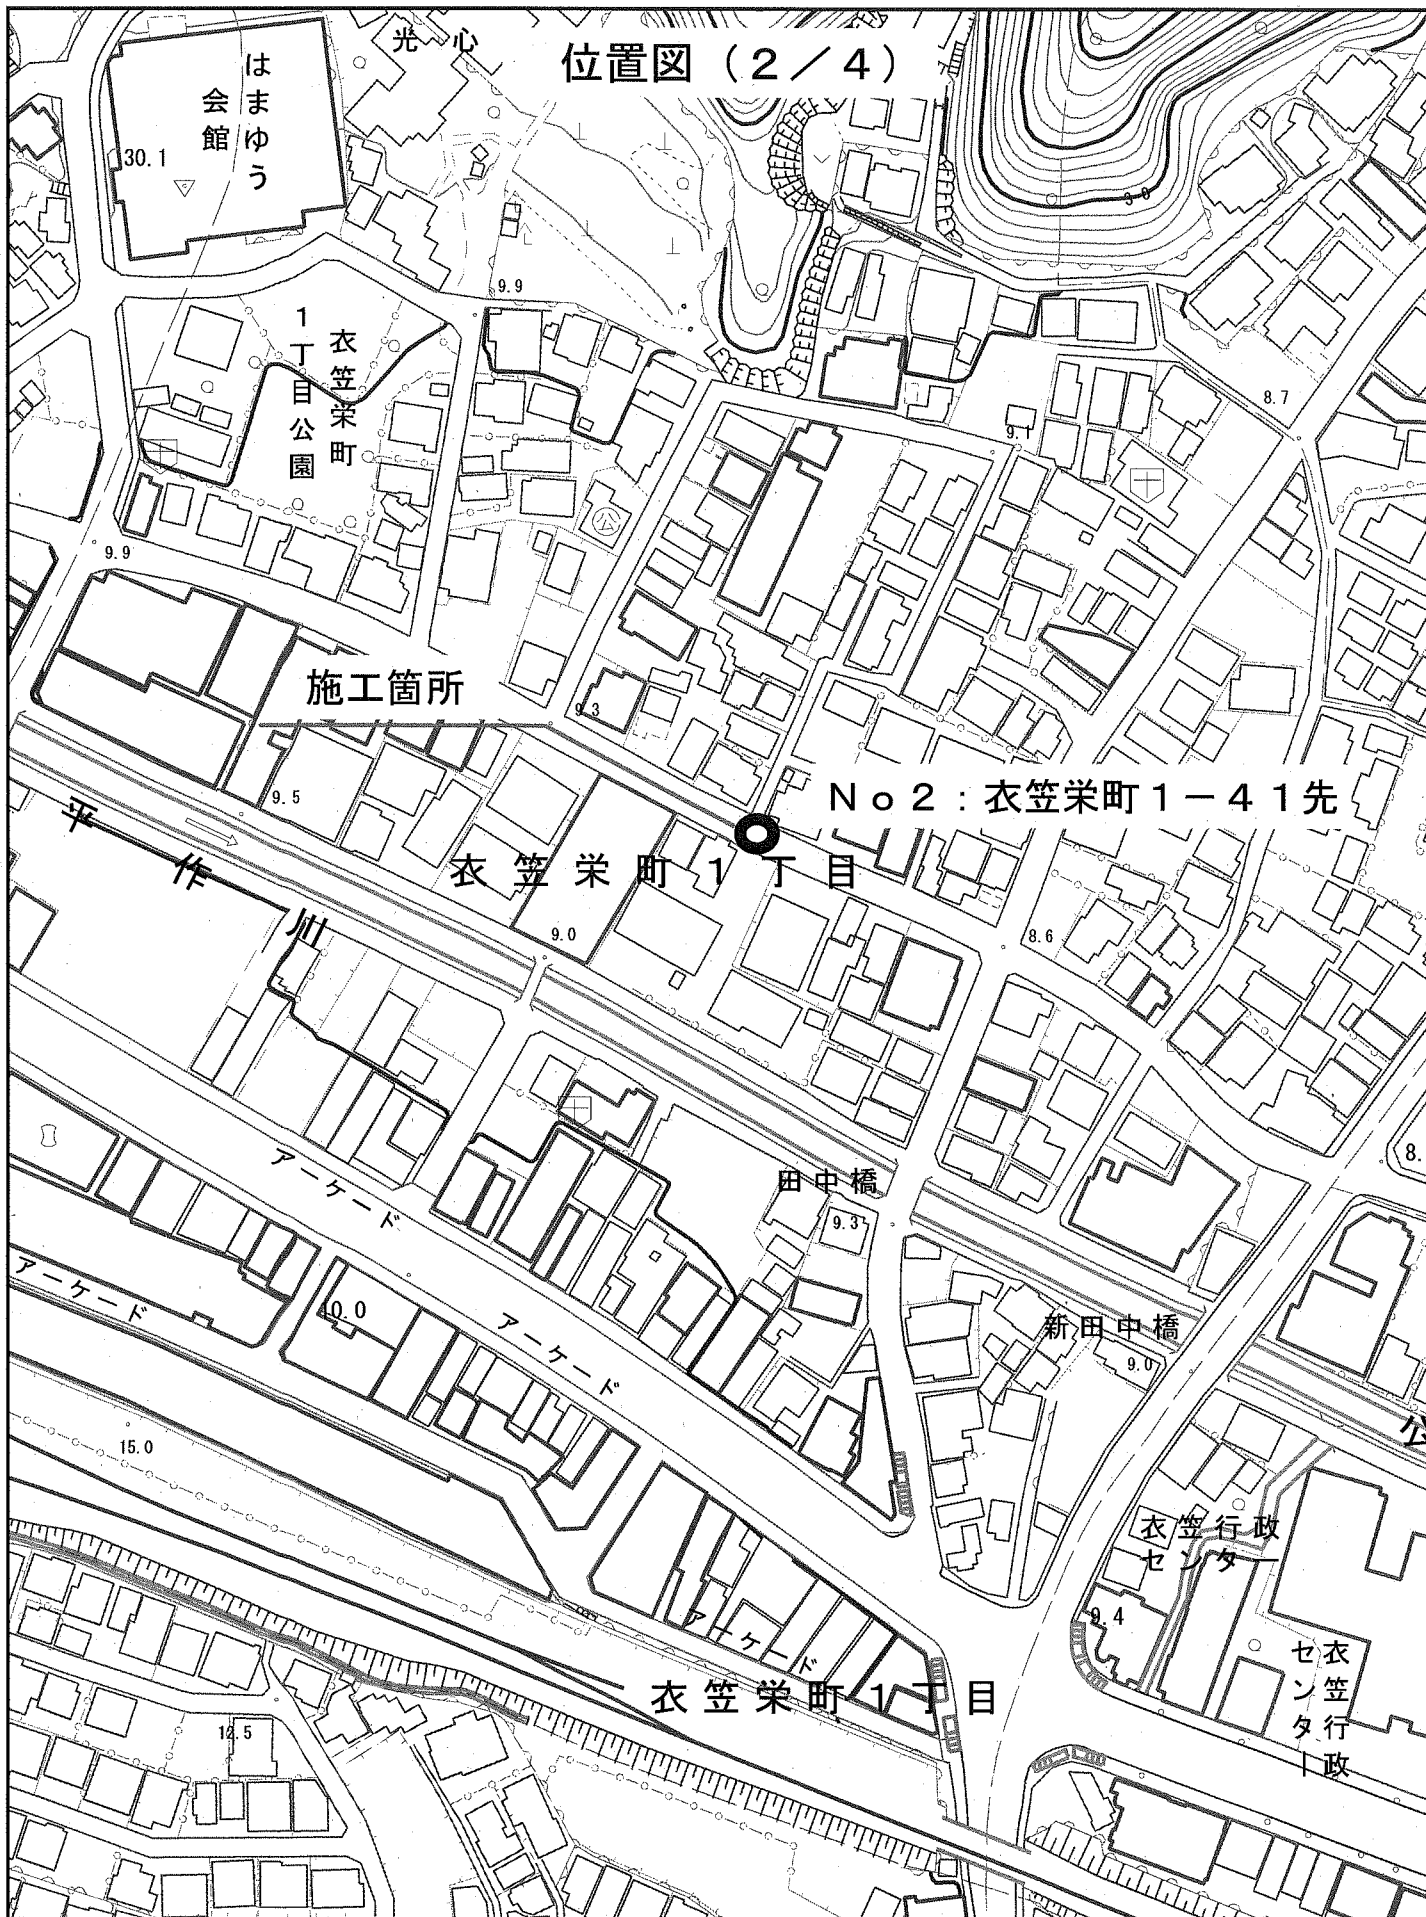 位置図（２／４）
光　心
はまゆう
会館
30.1
9.9
衣笠栄町
１丁目公園
8.7
9.1
公
9.9
施工箇所
9.3
Ｎｏ２：衣笠栄町１－４１先
9.5
平作川
衣笠栄町１丁目
9.0
8.6
田中橋
9.3
8.
アーケード
アーケード
アーケード
10.0
新田中橋
9.0
公
15.0
衣笠行政
センター
9.4
アーケード
衣笠行政
センター
衣笠栄町１丁目
12.5